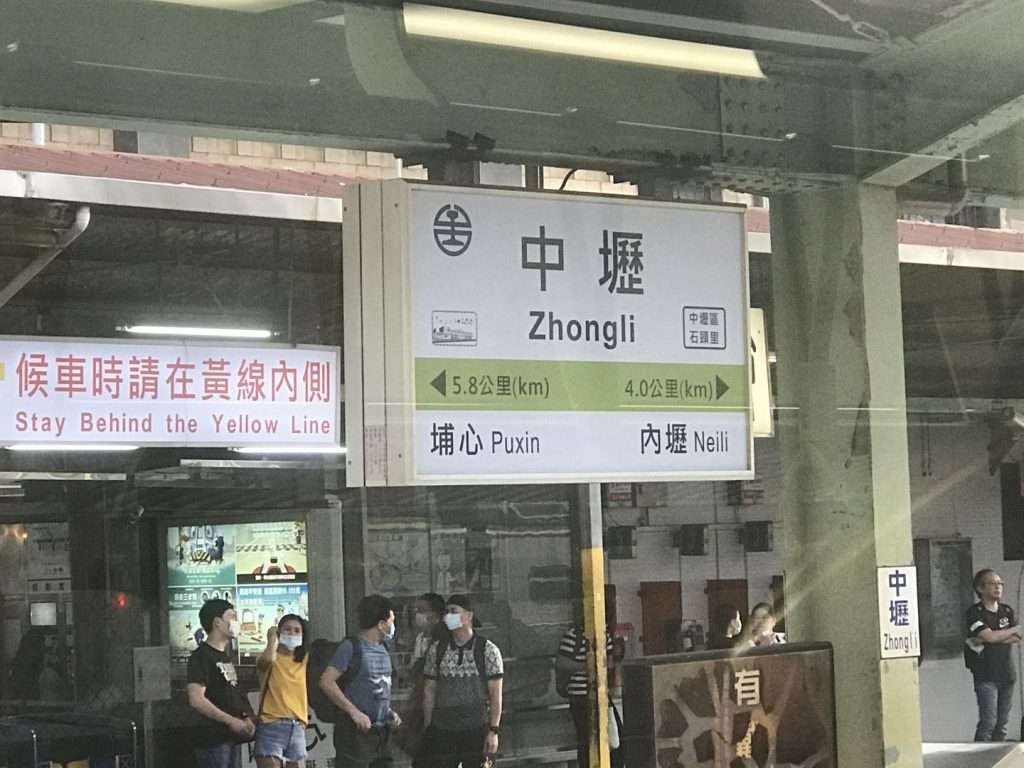 中壢
Zhongli
中壢區
石頭里
5.8公里(km)
4.0公里(km)
埔心 Puxin
內壢 Neili
候車時請在黃線內側
Stay Behind the Yellow Line
中壢
Zhongli
有